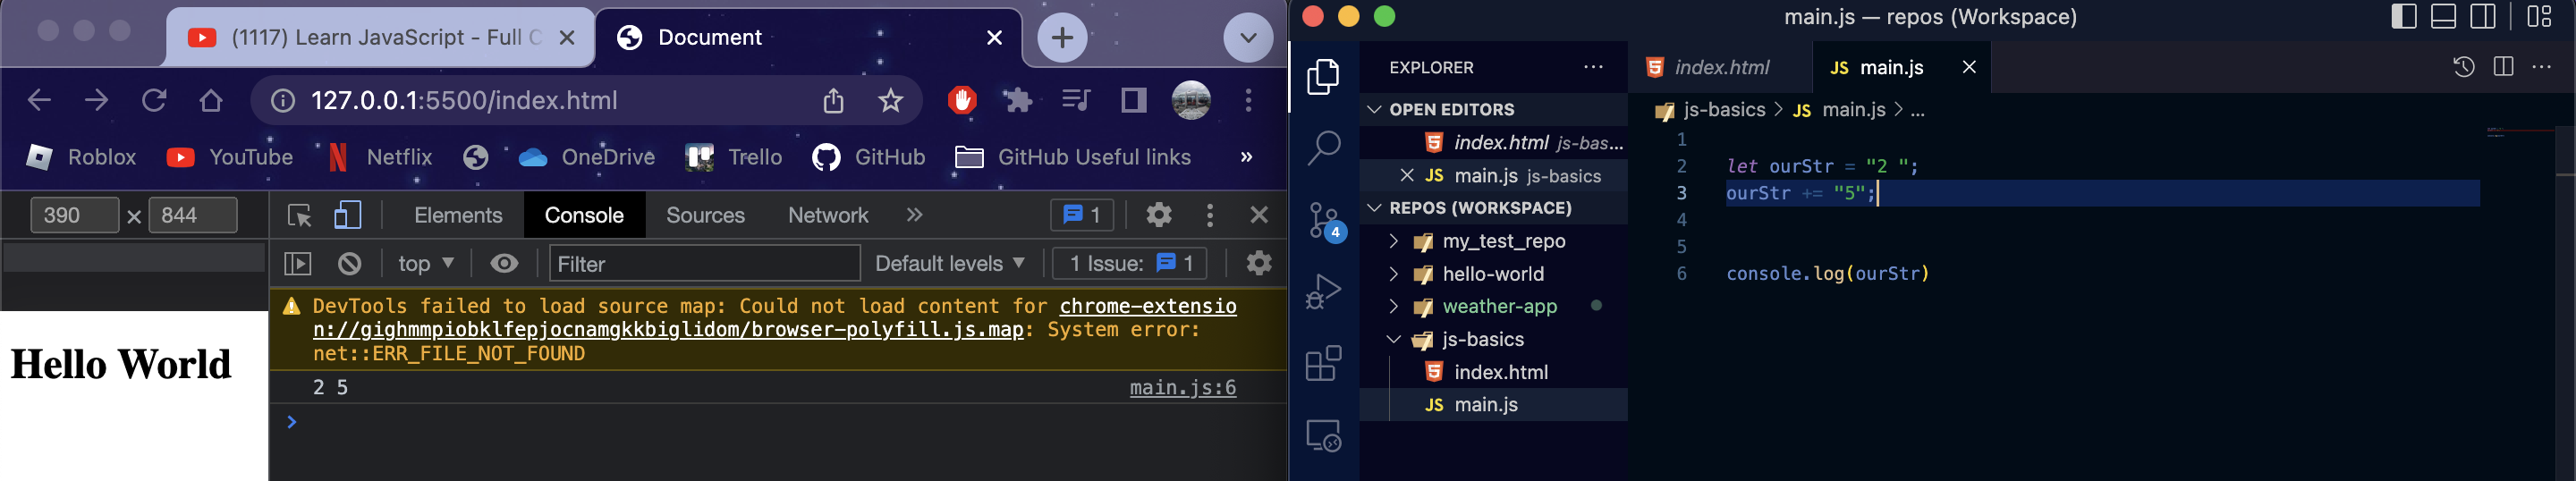 (1117) Learn JavaScript - Full C
Document
127.0.0.1:5500/index.html
Roblox
YouTube
Netflix
OneDrive
Trello
GitHub
GitHub Useful links
»
390 × 844
Elements
Console
Sources
Network
»
1
top
Filter
Default levels
1 Issue: 1
DevTools failed to load source map: Could not load content for chrome-extensio
n://gighmmpiobklfepjocnamgkkbiglidom/browser-polyfill.js.map: System error:
net::ERR_FILE_NOT_FOUND
2 5
main.js:6
>
Hello World
main.js — repos (Workspace)
EXPLORER
...
OPEN EDITORS
index.html js-bas...
JS main.js js-basics
REPOS (WORKSPACE)
my_test_repo
hello-world
weather-app
js-basics
index.html
JS main.js
4
index.html
JS main.js
...
js-basics > JS main.js > ...
1
2 let ourStr = "2 ";
3 ourStr += "5";
4
5
6 console.log(ourStr)